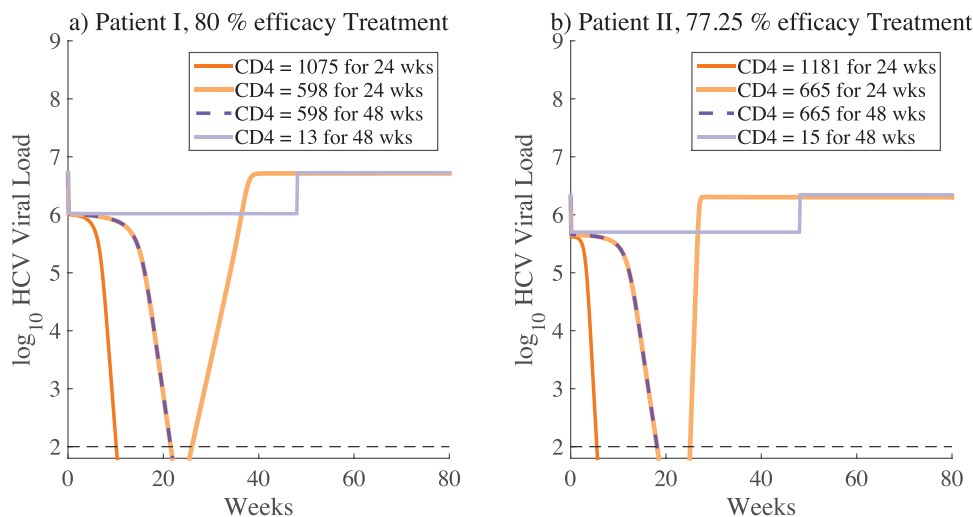 a) Patient I, 80 % efficacy Treatment
9
8
7
6
5
4
3
2
log10 HCV Viral Load
CD4 = 1075 for 24 wks
CD4 = 598 for 24 wks
CD4 = 598 for 48 wks
CD4 = 13 for 48 wks
0 20 40 60 80
Weeks
b) Patient II, 77.25 % efficacy Treatment
9
8
7
6
5
4
3
2
log10 HCV Viral Load
CD4 = 1181 for 24 wks
CD4 = 665 for 24 wks
CD4 = 665 for 48 wks
CD4 = 15 for 48 wks
0 20 40 60 80
Weeks